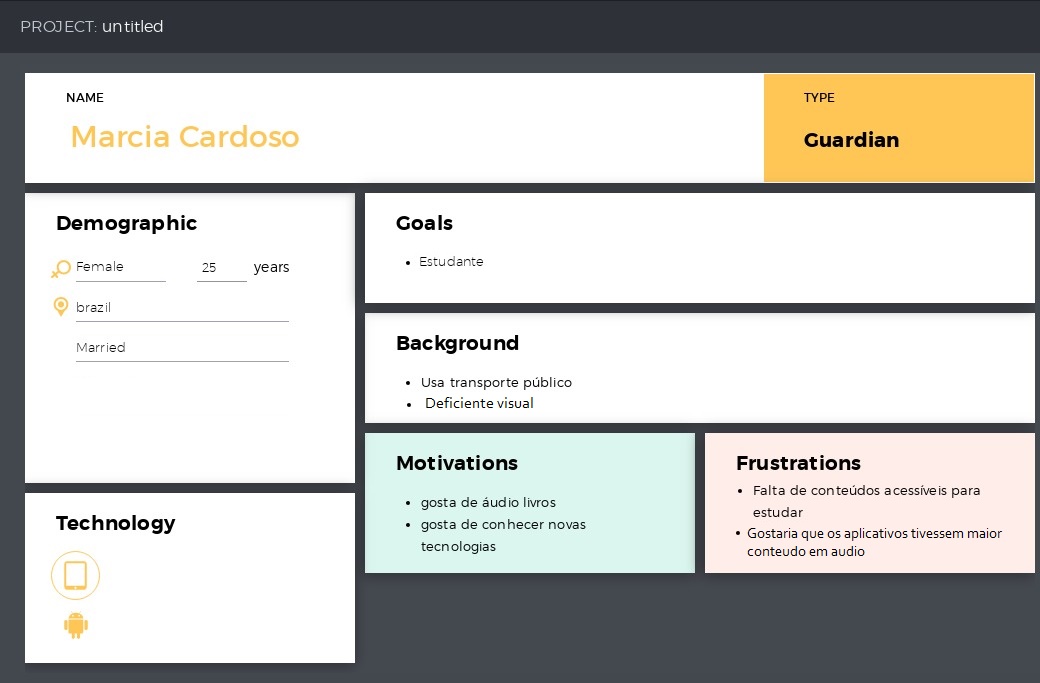 PROJECT: untitled
NAME
Marcia Cardoso
TYPE
Guardian
Demographic
Female 25 years
brazil
Married
Technology
Goals
• Estudante
Background
• Usa transporte público
• Deficiente visual
Motivations
• gosta de áudio livros
• gosta de conhecer novas
tecnologias
Frustrations
• Falta de conteúdos acessíveis para
estudar
• Gostaria que os aplicativos tivessem maior
conteudo em audio